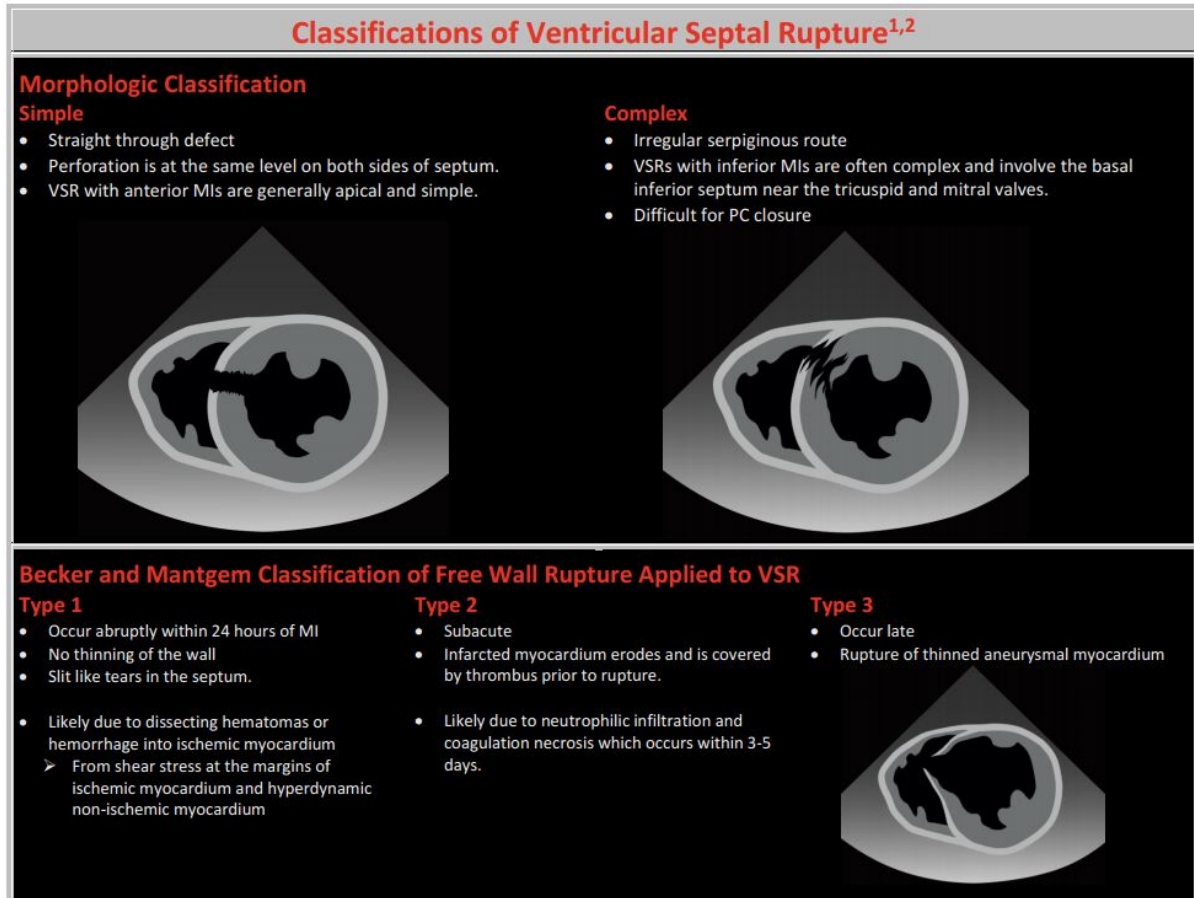 Classifications of Ventricular Septal Rupture1,2
Morphologic Classification
Simple
• Straight through defect
• Perforation is at the same level on both sides of septum.
• VSR with anterior MIs are generally apical and simple.
Complex
• Irregular serpiginous route
• VSRs with inferior MIs are often complex and involve the basal
inferior septum near the tricuspid and mitral valves.
• Difficult for PC closure
Becker and Mantgem Classification of Free Wall Rupture Applied to VSR
Type 1
• Occur abruptly within 24 hours of MI
• No thinning of the wall
• Slit like tears in the septum.
• Likely due to dissecting hematomas or
hemorrhage into ischemic myocardium
➢ From shear stress at the margins of
ischemic myocardium and hyperdynamic
non-ischemic myocardium
Type 2
• Subacute
• Infarcted myocardium erodes and is covered
by thrombus prior to rupture.
• Likely due to neutrophilic infiltration and
coagulation necrosis which occurs within 3-5
days.
Type 3
• Occur late
• Rupture of thinned aneurysmal myocardium